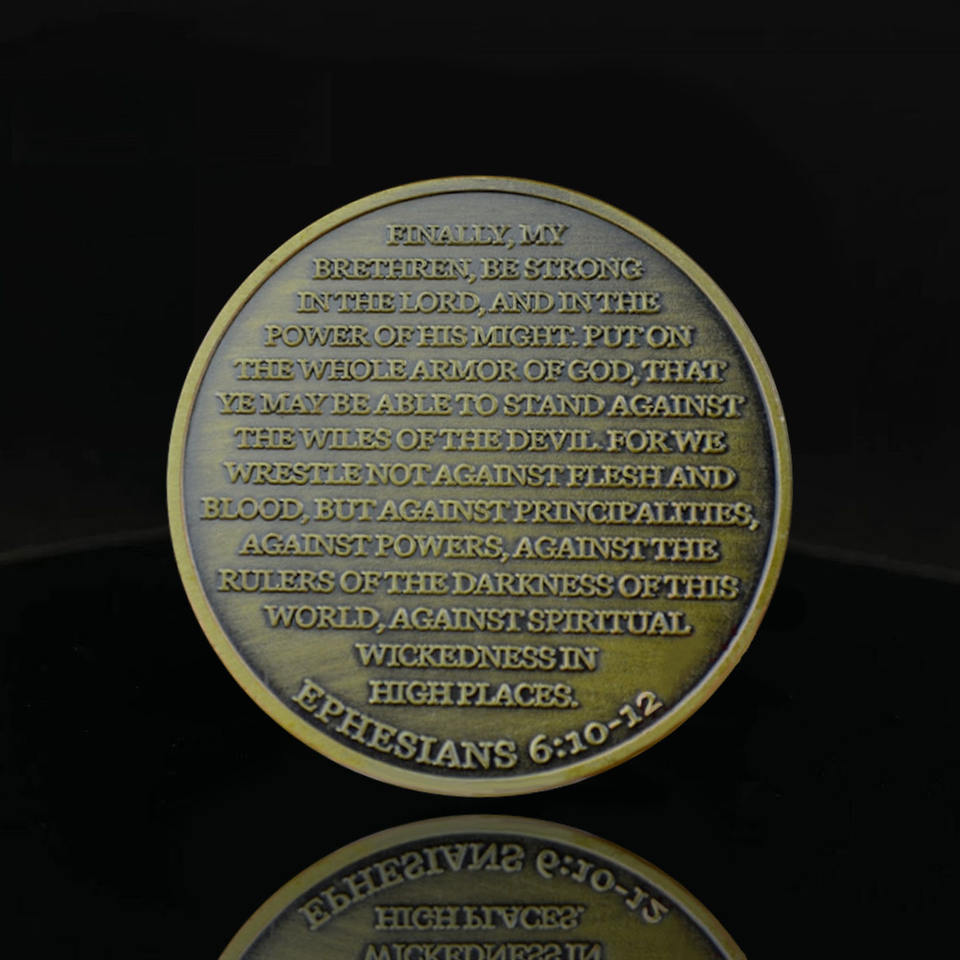 FINALLY, MY
BRETHREN, BE STRONG
IN THE LORD, AND IN THE
POWER OF HIS MIGHT. PUT ON
THE WHOLE ARMOR OF GOD, THAT
YE MAY BE ABLE TO STAND AGAINST
THE WILES OF THE DEVIL. FOR WE
WRESTLE NOT AGAINST FLESH AND
BLOOD, BUT AGAINST PRINCIPALITIES,
AGAINST POWERS, AGAINST THE
RULERS OF THE DARKNESS OF THIS
WORLD, AGAINST SPIRITUAL
WICKEDNESS IN
HIGH PLACES.
EPHESIANS 6:10-12